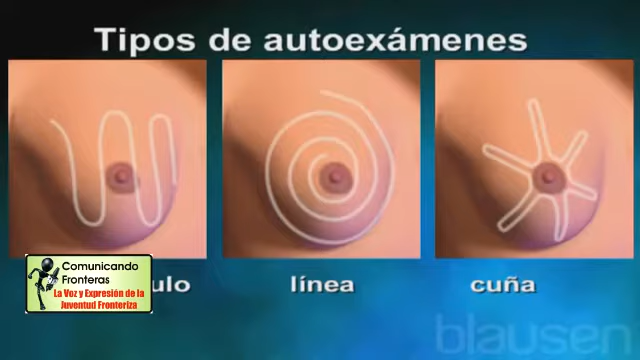 Tipos de autoexámenes
ulo
línea
cuña
Comunicando
Fronteras
La Voz y Expresión de la
Juventud Fronteriza
blausen